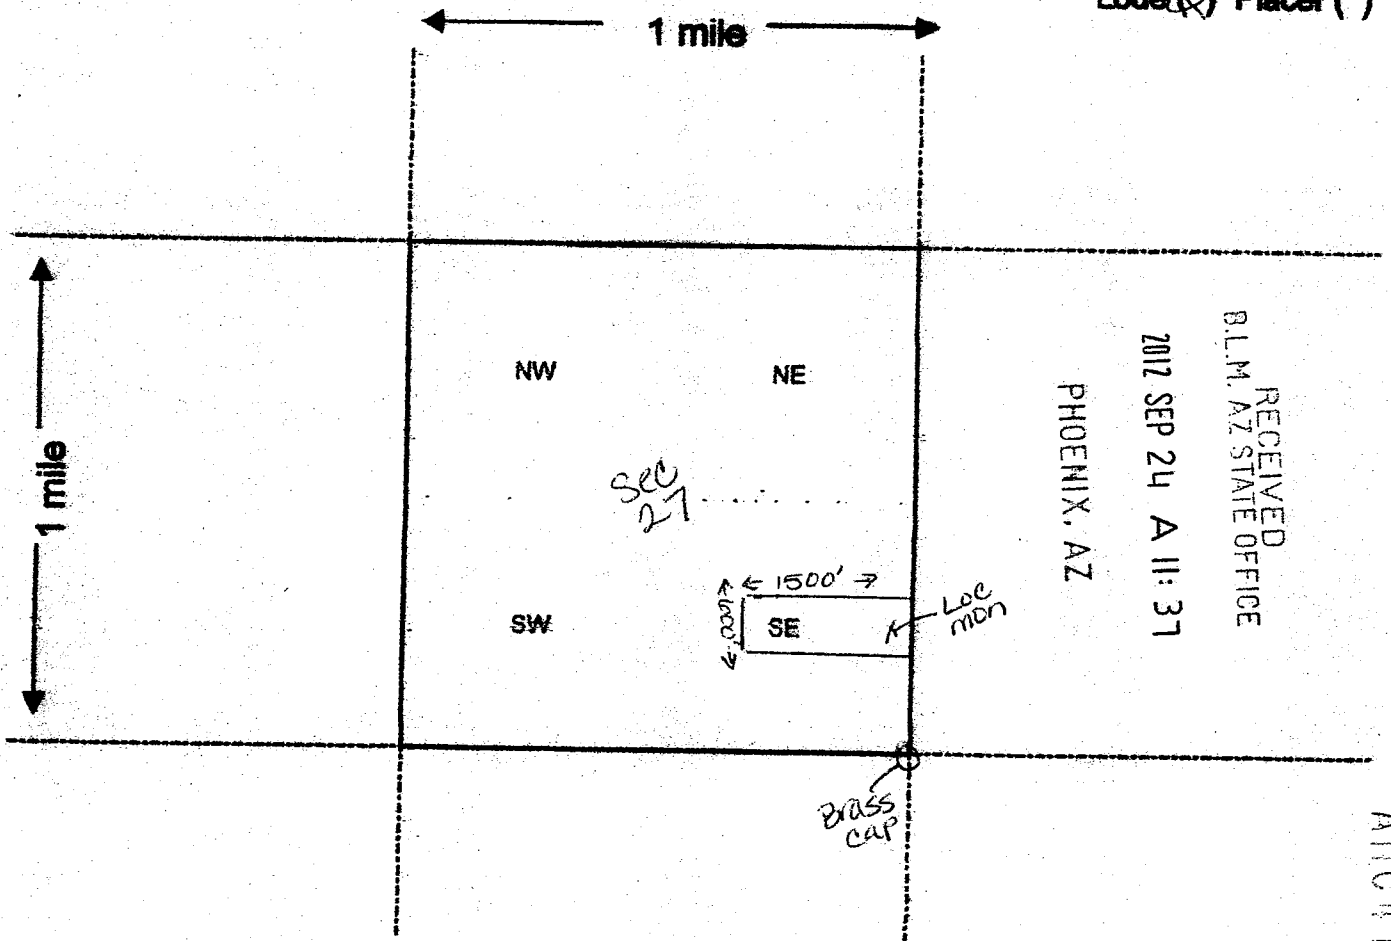 Lode (X) Placer ( )
1 mile
1 mile
NW
NE
Sec
27
SW
SE
← 1500' →
← 600' →
Loc
mon
Brass
cap
RECEIVED
B.L.M. AZ STATE OFFICE
2012 SEP 24 A 11: 37
PHOENIX, AZ